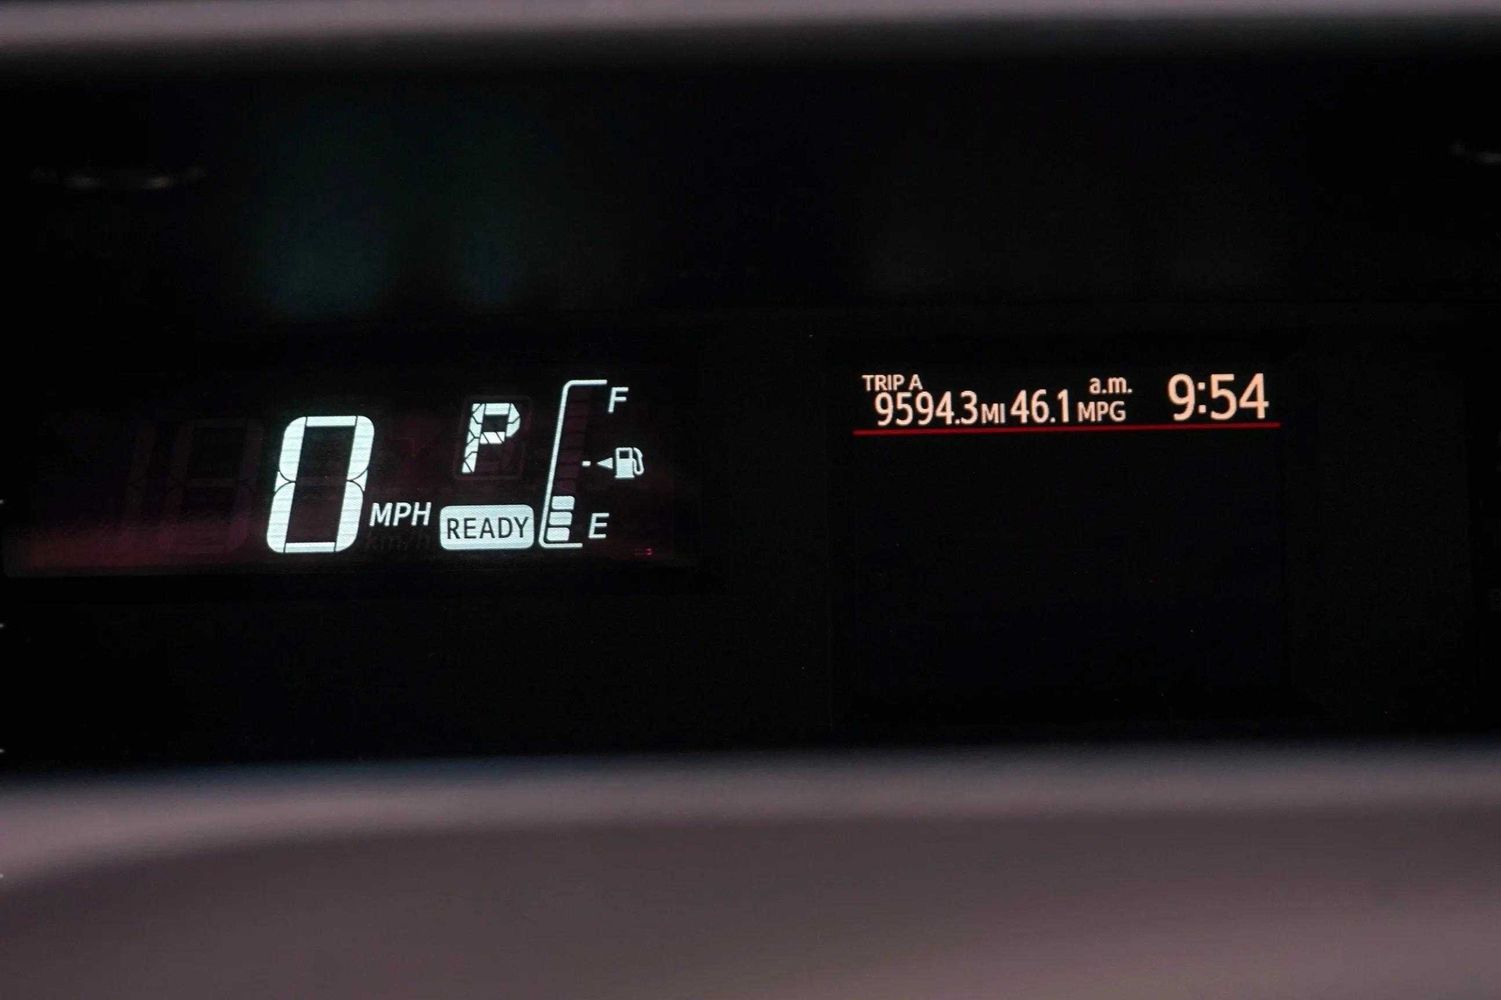 0 MPH
P
READY
F
E
TRIP A
9594.3 MI 46.1 MPG
a.m. 9:54